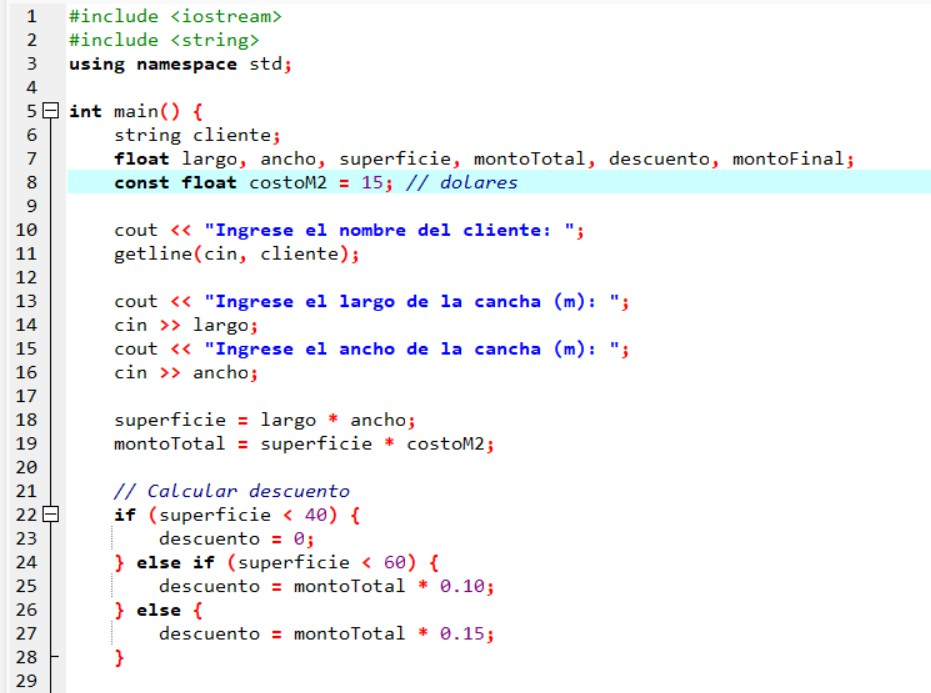 1 #include <iostream>
2 #include <string>
3 using namespace std;
4
5 int main() {
6     string cliente;
7     float largo, ancho, superficie, montoTotal, descuento, montoFinal;
8     const float costoM2 = 15; // dolares
9
10     cout << "Ingrese el nombre del cliente: ";
11     getline(cin, cliente);
12
13     cout << "Ingrese el largo de la cancha (m): ";
14     cin >> largo;
15     cout << "Ingrese el ancho de la cancha (m): ";
16     cin >> ancho;
17
18     superficie = largo * ancho;
19     montoTotal = superficie * costoM2;
20
21     // Calcular descuento
22     if (superficie < 40) {
23         descuento = 0;
24     } else if (superficie < 60) {
25         descuento = montoTotal * 0.10;
26     } else {
27         descuento = montoTotal * 0.15;
28     }
29